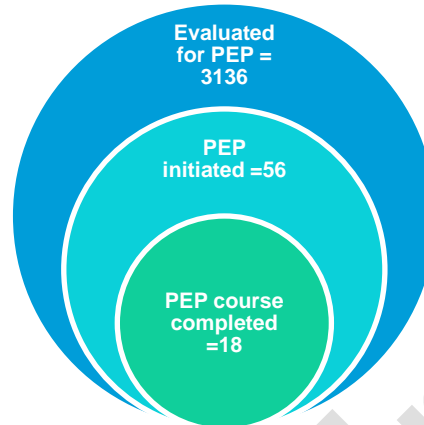 Evaluated
for PEP =
3136
PEP
initiated =56
PEP course
completed
=18